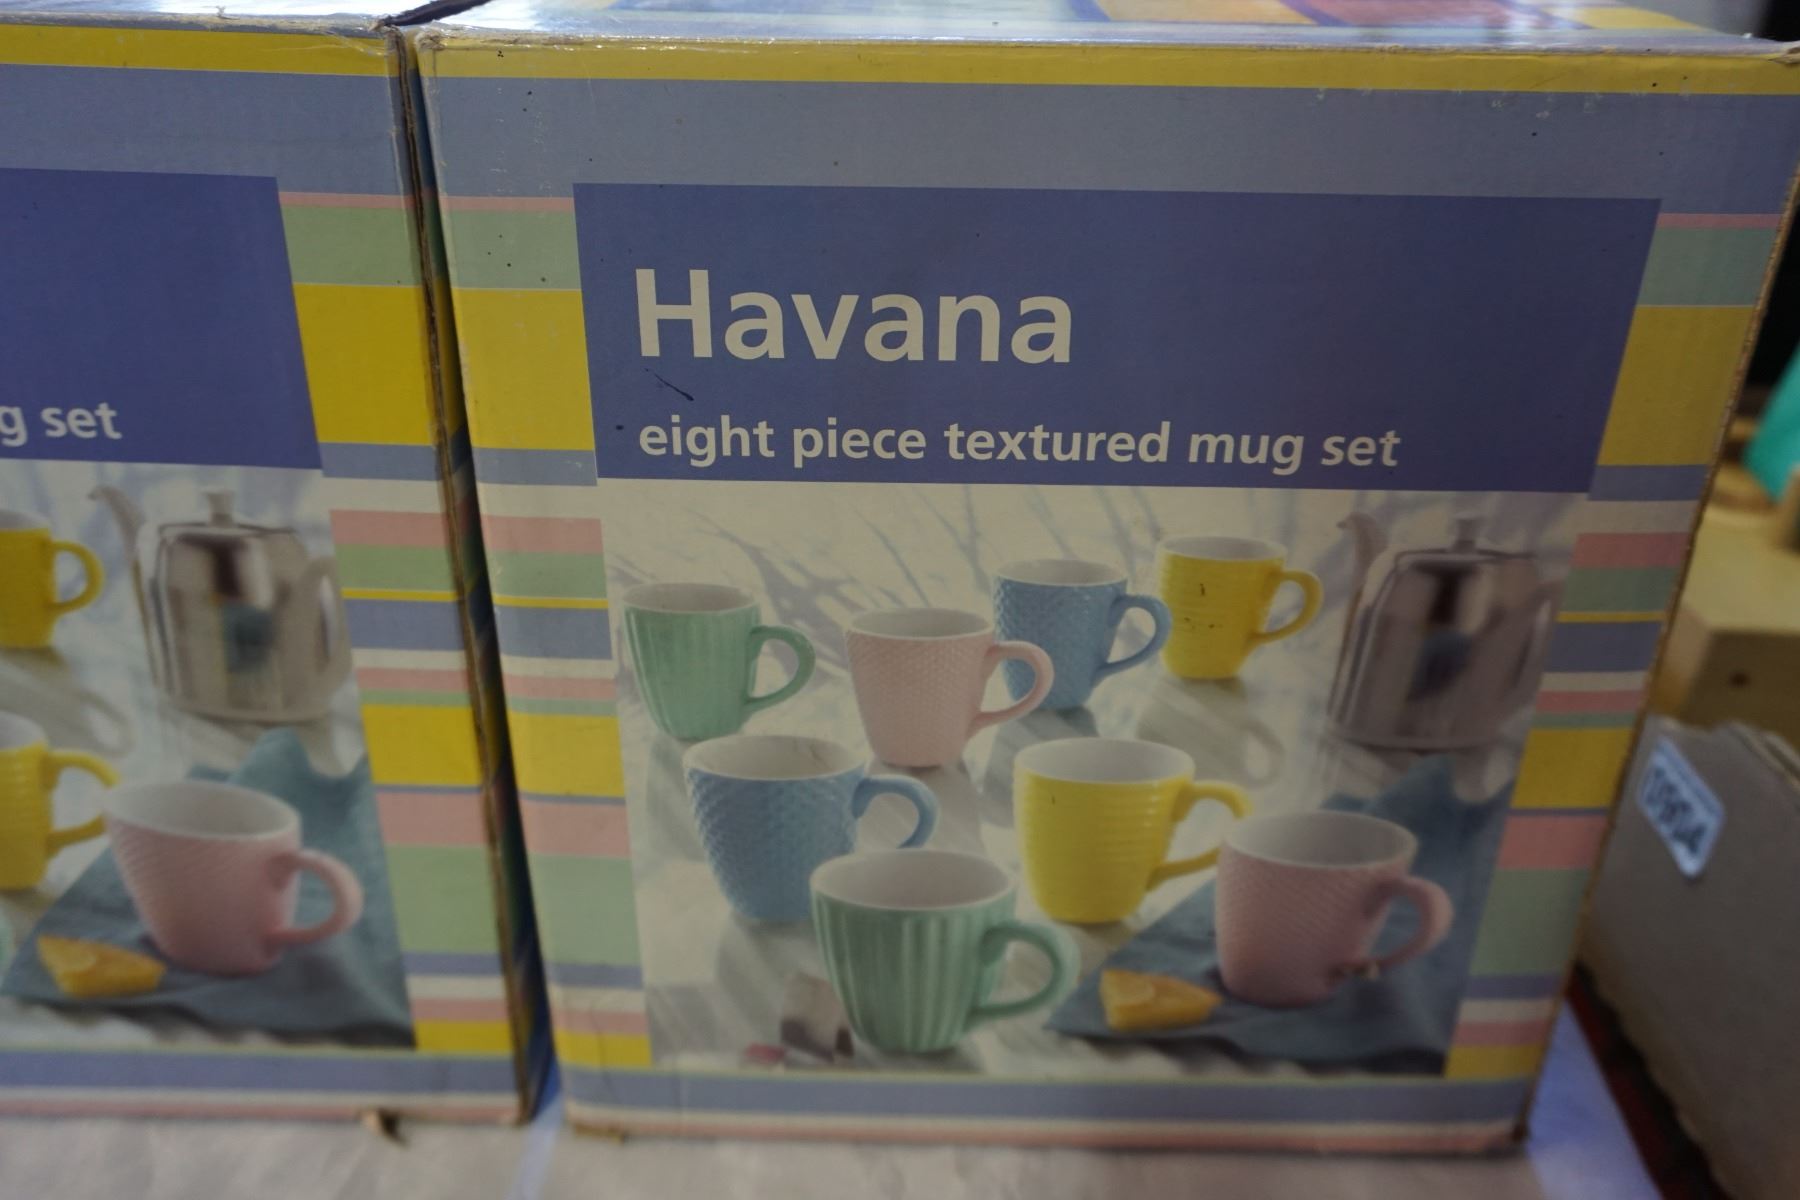 g set
Havana
eight piece textured mug set